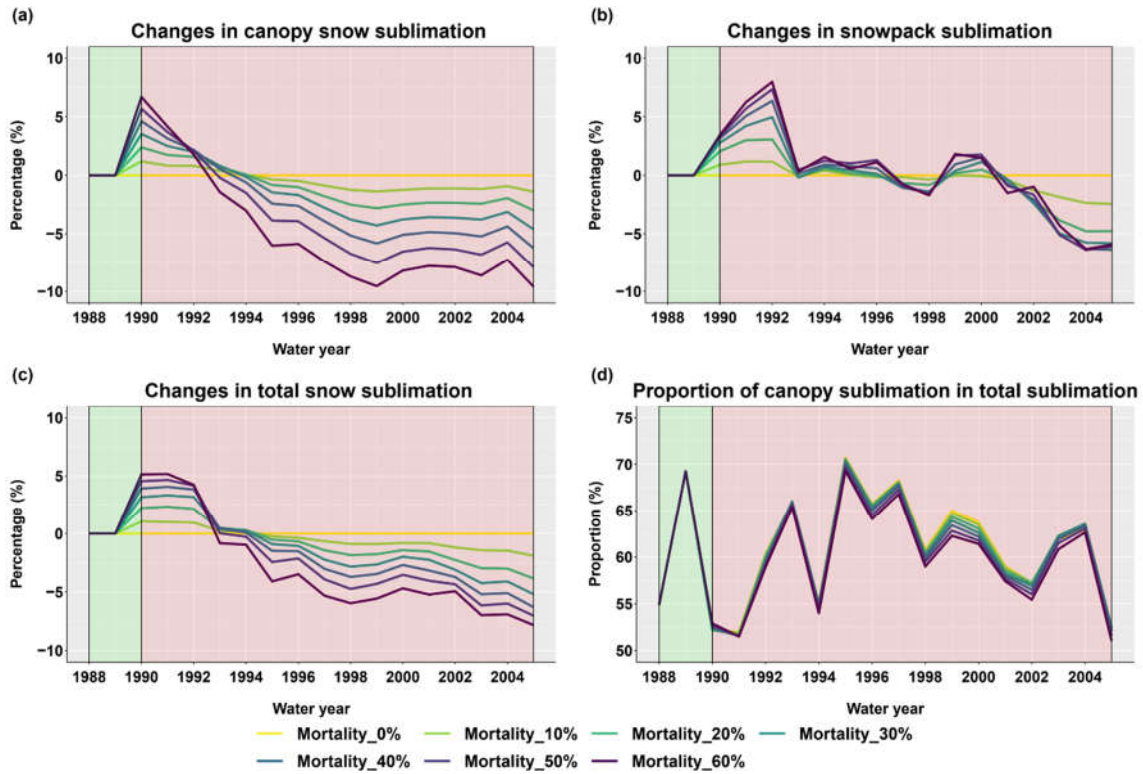 (a)
Changes in canopy snow sublimation
10
5
0
−5
−10
Percentage (%)
1988 1990 1992 1994 1996 1998 2000 2002 2004
Water year
(b)
Changes in snowpack sublimation
10
5
0
−5
−10
Percentage (%)
1988 1990 1992 1994 1996 1998 2000 2002 2004
Water year
(c)
Changes in total snow sublimation
10
5
0
−5
−10
Percentage (%)
1988 1990 1992 1994 1996 1998 2000 2002 2004
Water year
(d)
Proportion of canopy sublimation in total sublimation
75
70
65
60
55
50
Proportion (%)
1988 1990 1992 1994 1996 1998 2000 2002 2004
Water year
Mortality_0% Mortality_10% Mortality_20% Mortality_30%
Mortality_40% Mortality_50% Mortality_60%